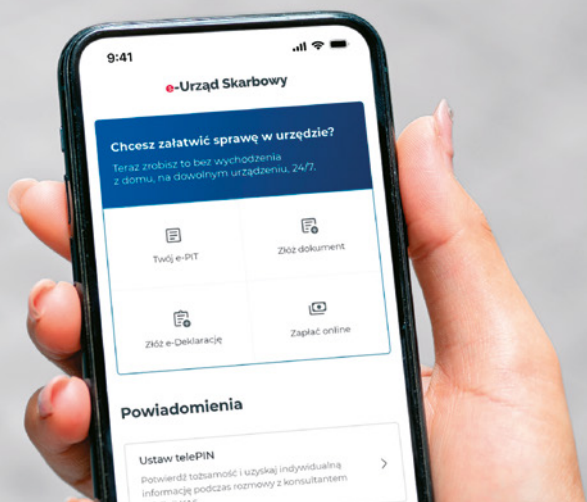 9:41
e-Urząd Skarbowy
Chcesz załatwić sprawę w urzędzie?
Teraz zrobisz to bez wychodzenia
z domu, na dowolnym urządzeniu, 24/7.
Twój e-PIT
Złóż dokument
Złóż e-Deklarację
Zapłać online
Powiadomienia
Ustaw telePIN
Potwierdź tożsamość i uzyskaj indywidualną
informację podczas rozmowy z konsultantem